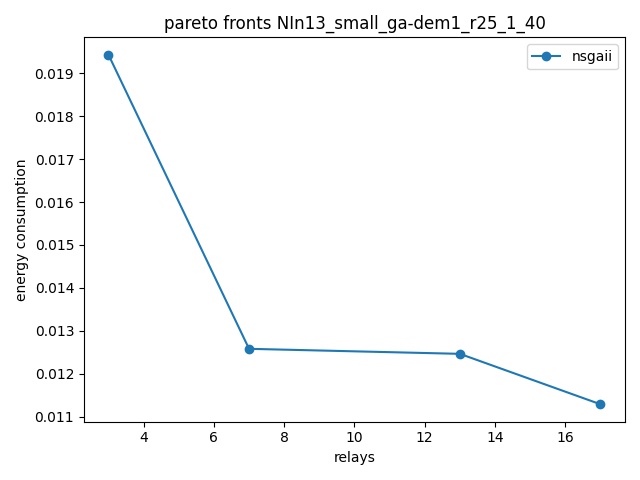 pareto fronts NIn13_small_ga-dem1_r25_1_40
nsgaii
0.019
0.018
0.017
0.016
0.015
0.014
0.013
0.012
0.011
energy consumption
4 6 8 10 12 14 16
relays